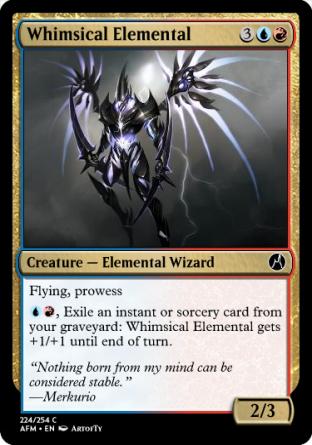 Whimsical Elemental 3
Creature — Elemental Wizard
Flying, prowess
, Exile an instant or sorcery card from
your graveyard: Whimsical Elemental gets
+1/+1 until end of turn.
“Nothing born from my mind can be
considered stable.”
—Merkurio
224/254 C
AFM • EN ArtofTy
2/3